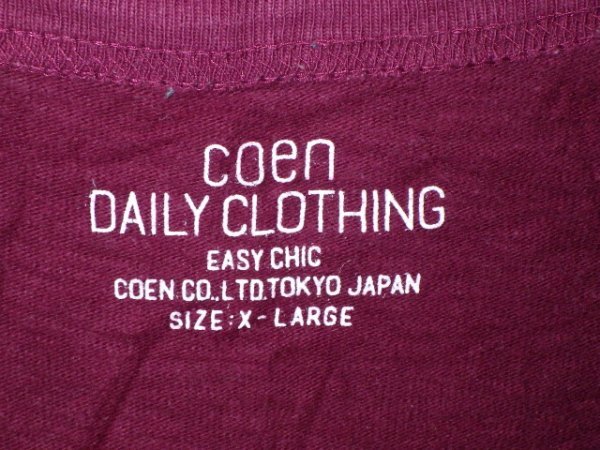 coen
DAILY CLOTHING
EASY CHIC
COEN CO.,LTD.TOKYO JAPAN
SIZE:X-LARGE